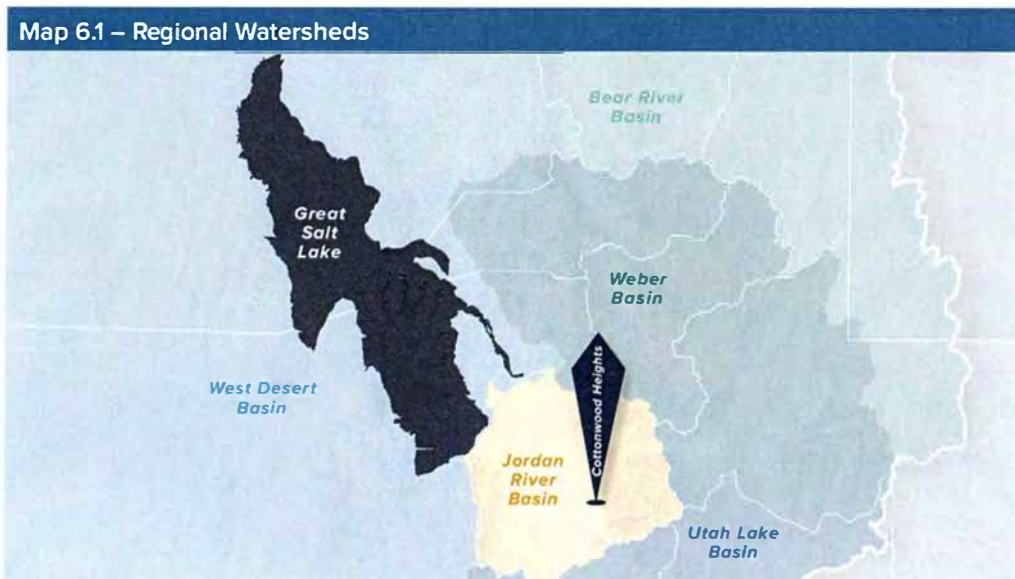 Map 6.1 – Regional Watersheds
Bear River
Basin
Great
Salt
Lake
Weber
Basin
Cottonwood Heights
West Desert
Basin
Jordan
River
Basin
Utah Lake
Basin